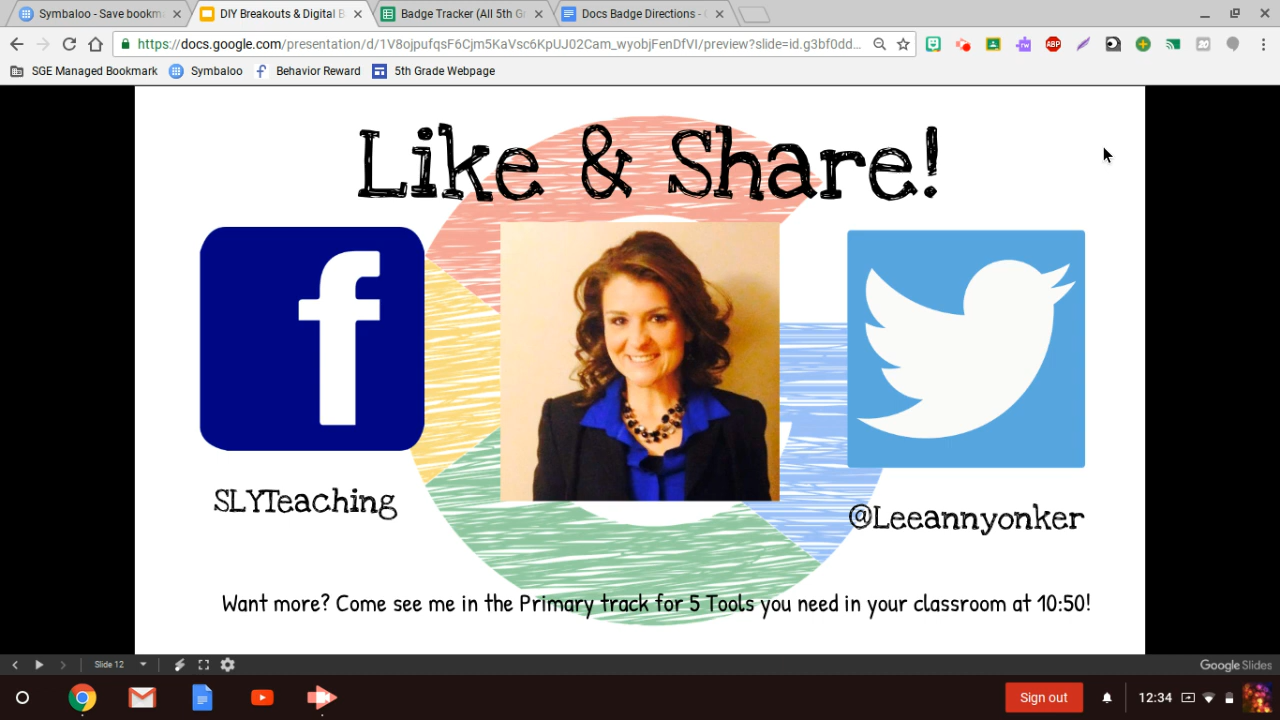 Symbaloo - Save bookm
DIY Breakouts & Digital B
Badge Tracker (All 5th G
Docs Badge Directions -
https://docs.google.com/presentation/d/1V8ojpufqsF6Cjm5KaVsc6KpUJ02Cam_wyobjFenDfVI/preview?slide=id.g3bf0dd...
SGE Managed Bookmark
Symbaloo
Behavior Reward
5th Grade Webpage
Like & Share!
SLYTeaching
@Leeannyonker
Want more? Come see me in the Primary track for 5 Tools you need in your classroom at 10:50!
Slide 12
Google Slides
Sign out
12:34